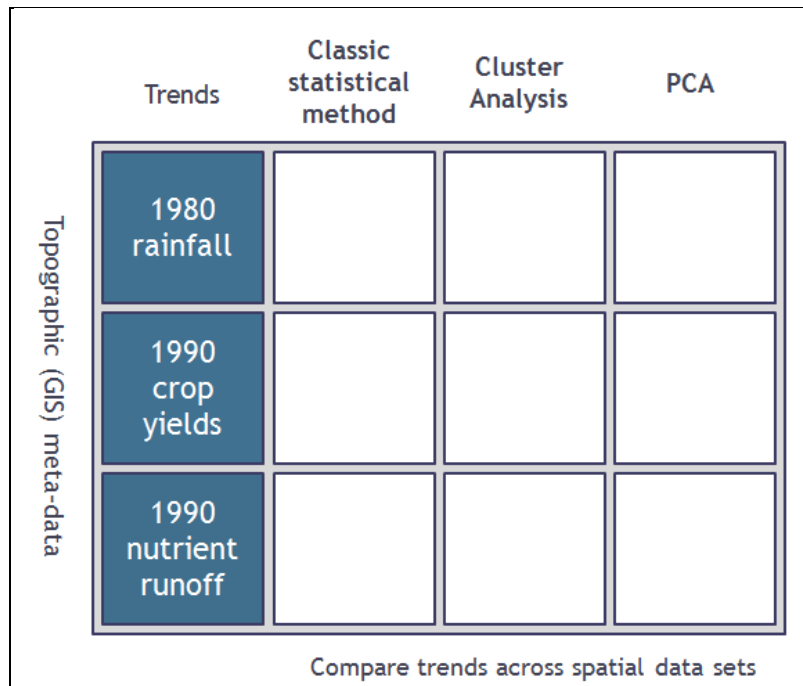 Trends
Classic
statistical
method
Cluster
Analysis
PCA
Topographic (GIS) meta-data
1980
rainfall
1990
crop
yields
1990
nutrient
runoff
Compare trends across spatial data sets